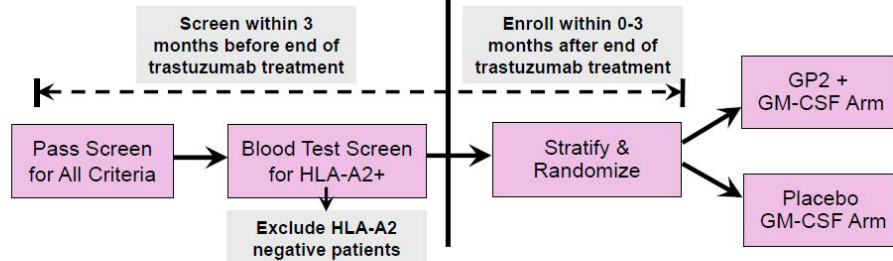 Screen within 3
months before end of
trastuzumab treatment
Enroll within 0-3
months after end of
trastuzumab treatment
Pass Screen
for All Criteria
Blood Test Screen
for HLA-A2+
Exclude HLA-A2
negative patients
Stratify &
Randomize
GP2 +
GM-CSF Arm
Placebo
GM-CSF Arm